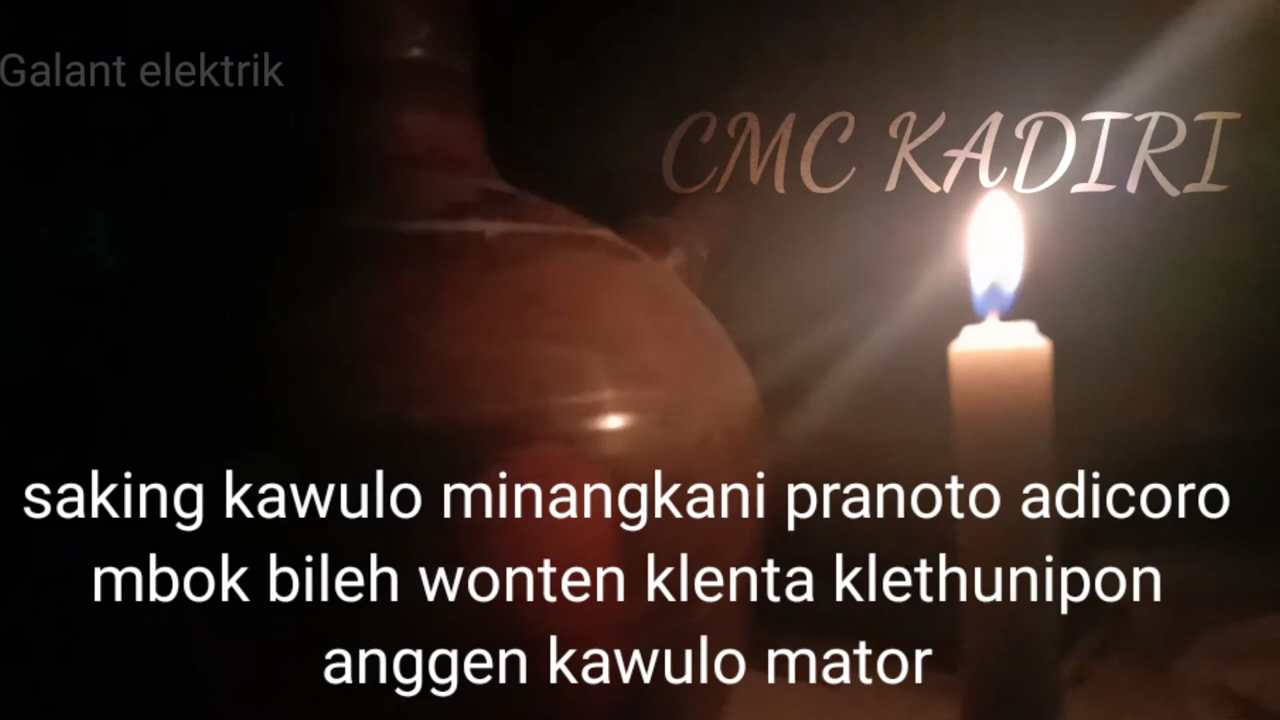 Galant elektrik
CMC KADIRI
saking kawulo minangkani pranoto adicoro
mbok bileh wonten klenta klethunipon
anggen kawulo mator